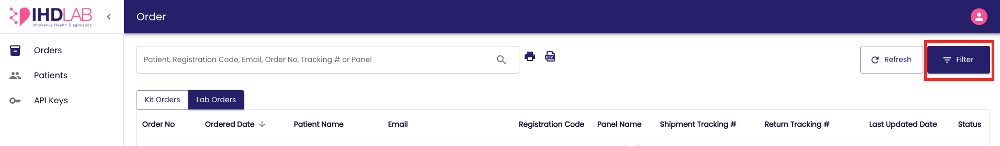 IHDLAB
Innovative Health Diagnostics
Order
Orders
Patients
API Keys
Patient, Registration Code, Email, Order No, Tracking # or Panel
CSV
Refresh
Filter
Kit Orders
Lab Orders
Order No
Ordered Date
Patient Name
Email
Registration Code
Panel Name
Shipment Tracking #
Return Tracking #
Last Updated Date
Status